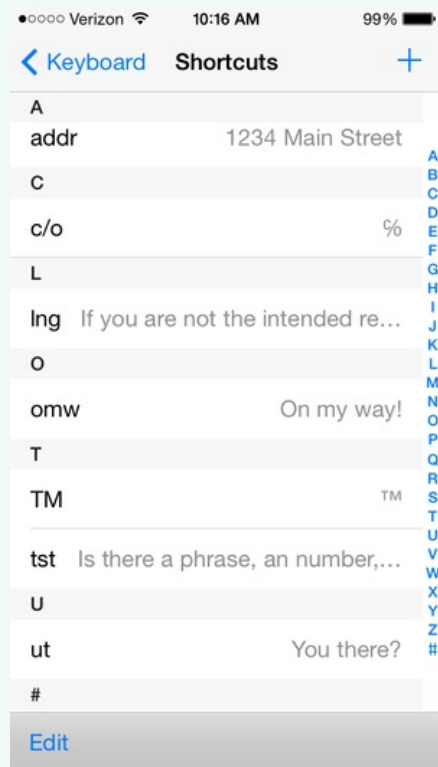 Verizon 10:16 AM 99%
Keyboard Shortcuts +
A
addr 1234 Main Street
C
c/o ℅
L
lng If you are not the intended re...
O
omw On my way!
T
TM ™
tst Is there a phrase, an number,...
U
ut You there?
#
Edit
A
B
C
D
E
F
G
H
I
J
K
L
M
N
O
P
Q
R
S
T
U
V
W
X
Y
Z
#